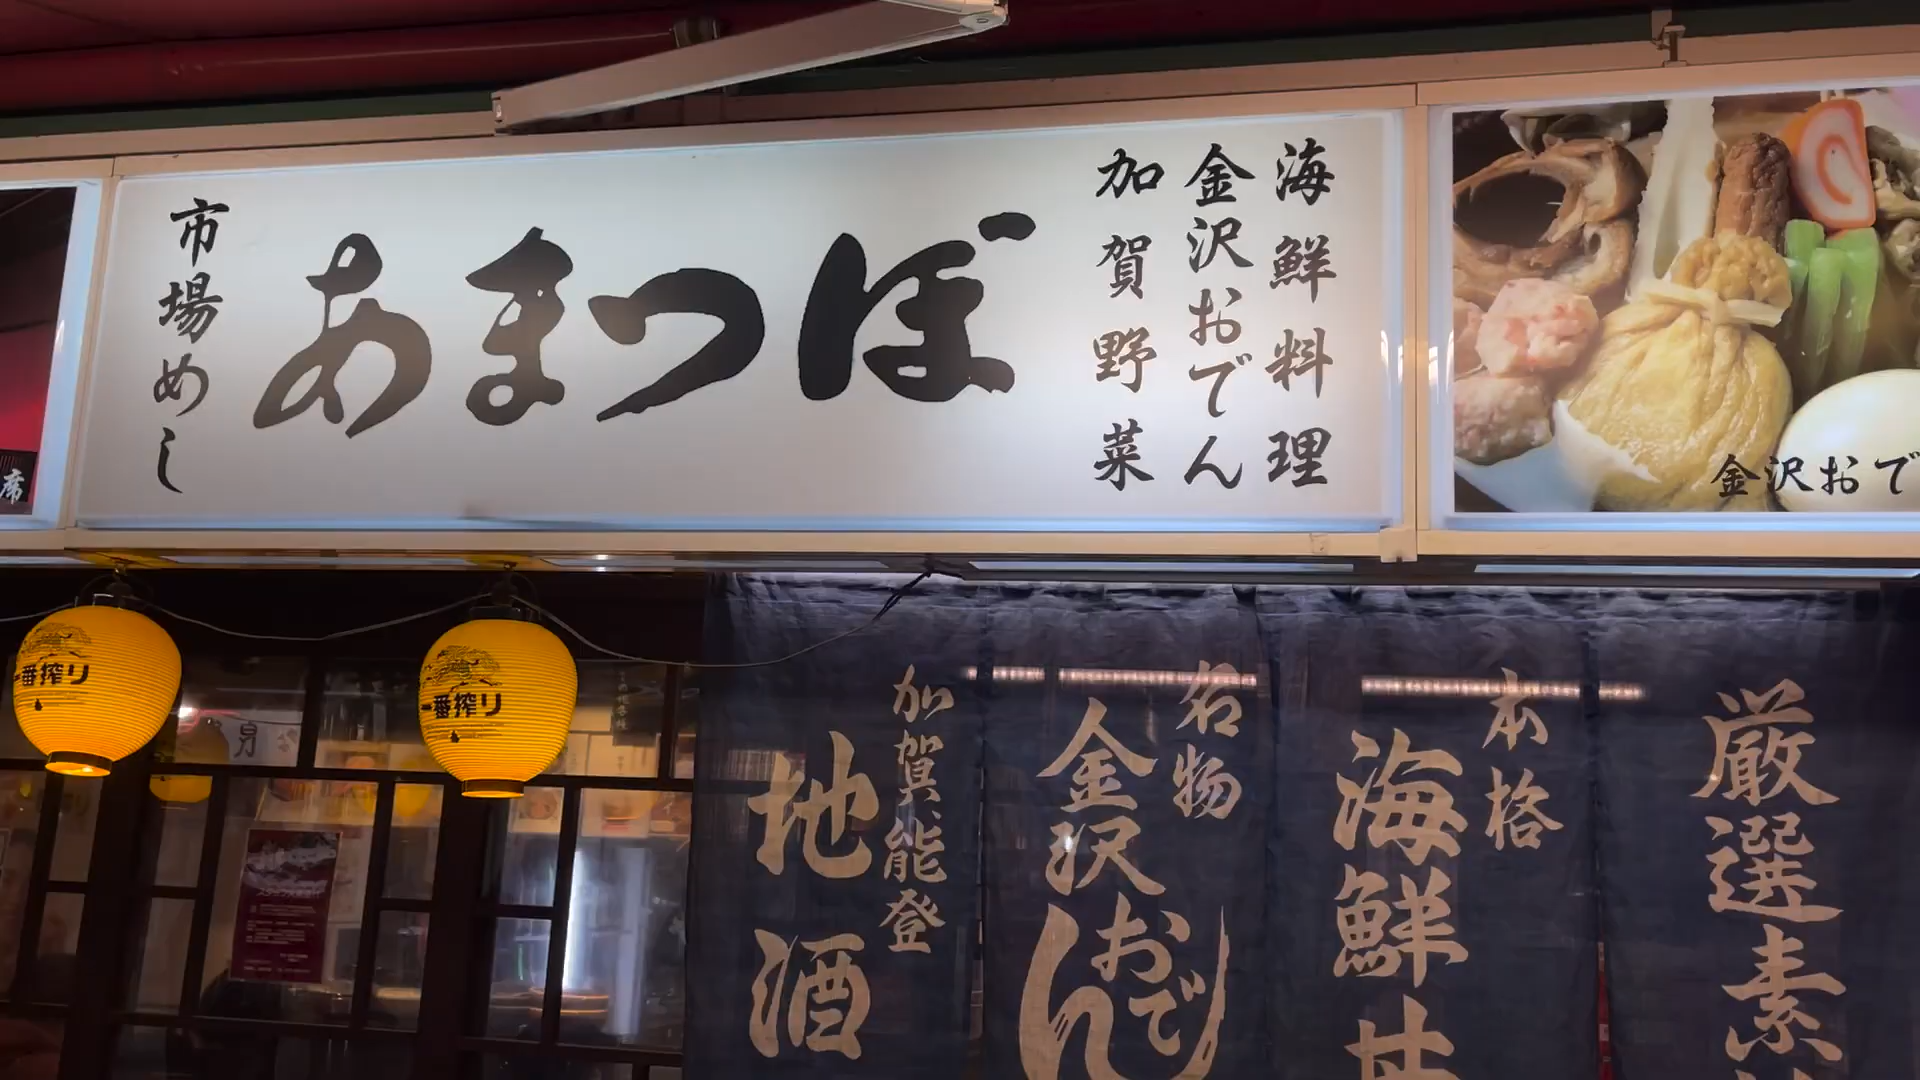 市場めし
あまつぼ
海鮮料理
金沢おでん
加賀野菜
金沢おで
席
一番搾り
一番搾り
厳選素
本格
海鮮丼
名物
金沢おでん
加賀能登
地酒